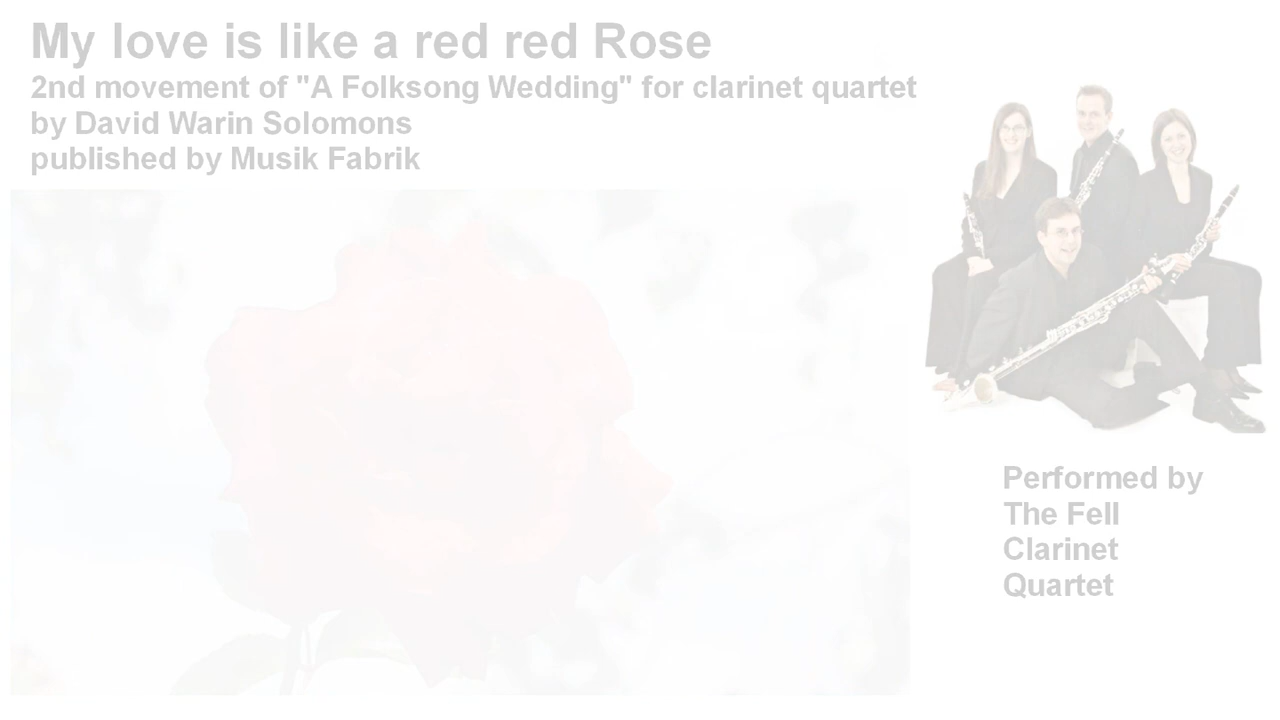 My love is like a red red Rose
2nd movement of "A Folksong Wedding" for clarinet quartet
by David Warin Solomons
published by Musik Fabrik
Performed by
The Fell
Clarinet
Quartet